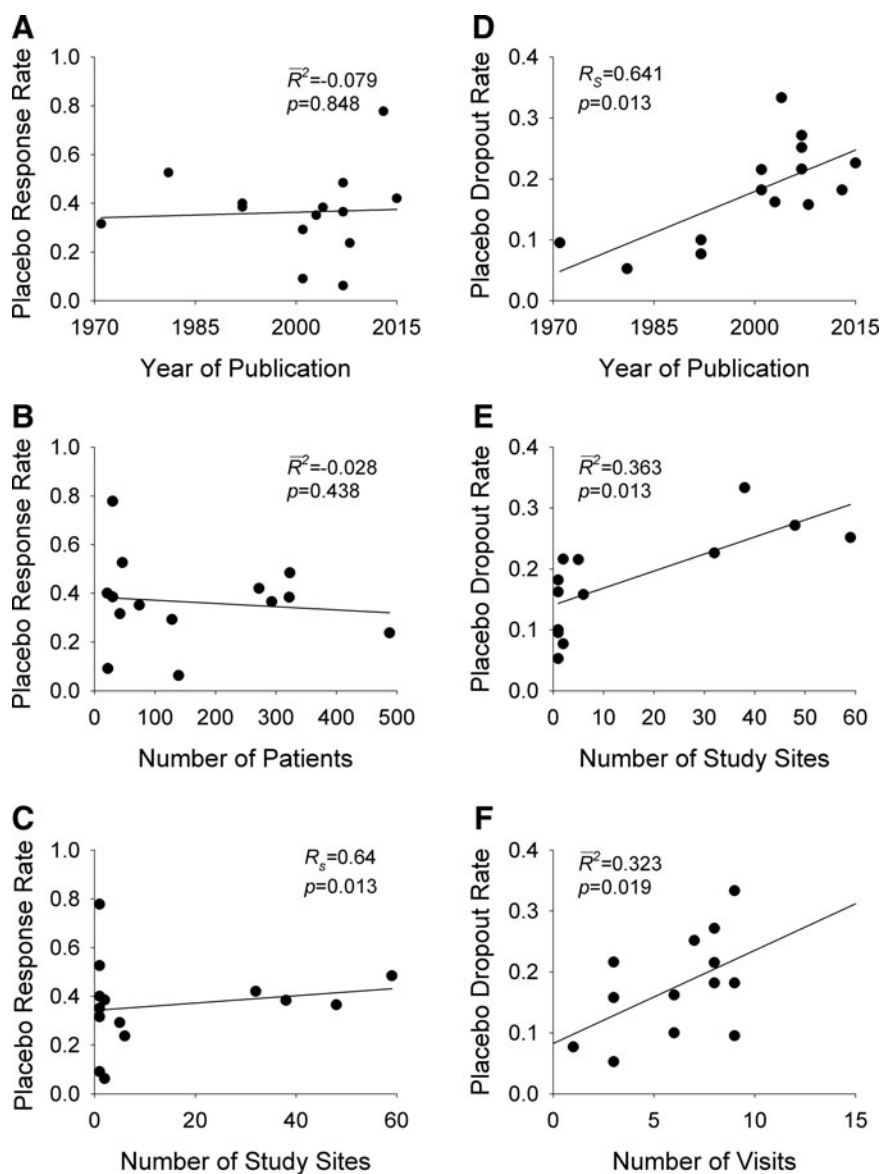 A
Placebo Response Rate
1.0
0.8
0.6
0.4
0.2
0.0
R̅²=-0.079
p=0.848
1970 1985 2000 2015
Year of Publication
B
Placebo Response Rate
1.0
0.8
0.6
0.4
0.2
0.0
R̅²=-0.028
p=0.438
0 100 200 300 400 500
Number of Patients
C
Placebo Response Rate
1.0
0.8
0.6
0.4
0.2
0.0
Rs=0.64
p=0.013
0 20 40 60
Number of Study Sites
D
Placebo Dropout Rate
0.4
0.3
0.2
0.1
0.0
RS=0.641
p=0.013
1970 1985 2000 2015
Year of Publication
E
Placebo Dropout Rate
0.4
0.3
0.2
0.1
0.0
R̅²=0.363
p=0.013
0 10 20 30 40 50 60
Number of Study Sites
F
Placebo Dropout Rate
0.4
0.3
0.2
0.1
0.0
R̅²=0.323
p=0.019
0 5 10 15
Number of Visits